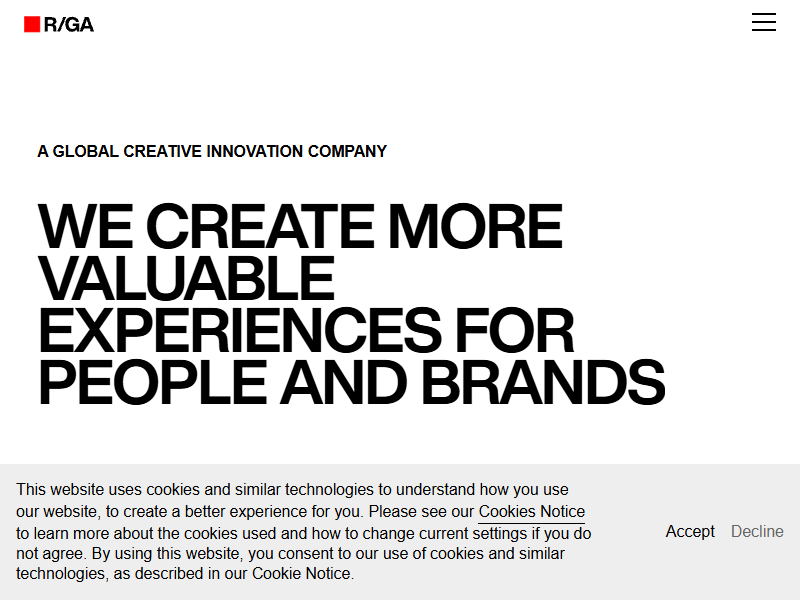 R/GA
A GLOBAL CREATIVE INNOVATION COMPANY
WE CREATE MORE
VALUABLE
EXPERIENCES FOR
PEOPLE AND BRANDS
This website uses cookies and similar technologies to understand how you use
our website, to create a better experience for you. Please see our Cookies Notice
to learn more about the cookies used and how to change current settings if you do
not agree. By using this website, you consent to our use of cookies and similar
technologies, as described in our Cookie Notice.
Accept
Decline